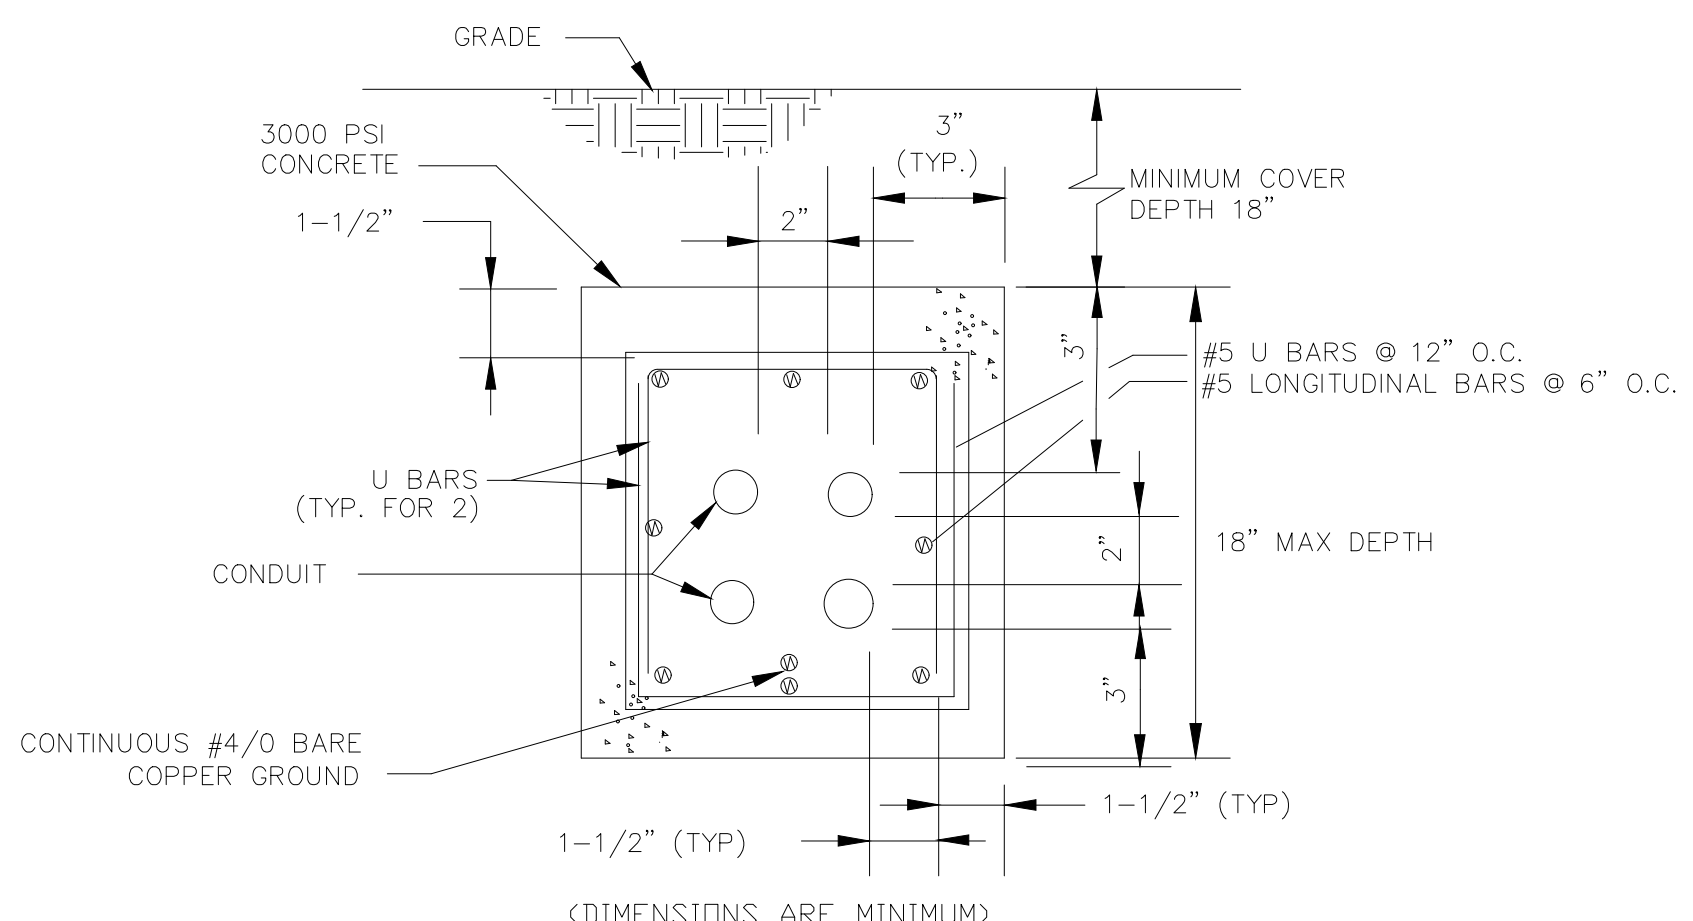 GRADE
3000 PSI
CONCRETE
3"
(TYP.)
MINIMUM COVER
DEPTH 18"
1-1/2"
2"
3"
#5 U BARS @ 12" O.C.
#5 LONGITUDINAL BARS @ 6" O.C.
U BARS
(TYP. FOR 2)
2"
18" MAX DEPTH
CONDUIT
3"
CONTINUOUS #4/0 BARE
COPPER GROUND
1-1/2" (TYP)
1-1/2" (TYP)
(DIMENSIONS ARE MINIMUM)